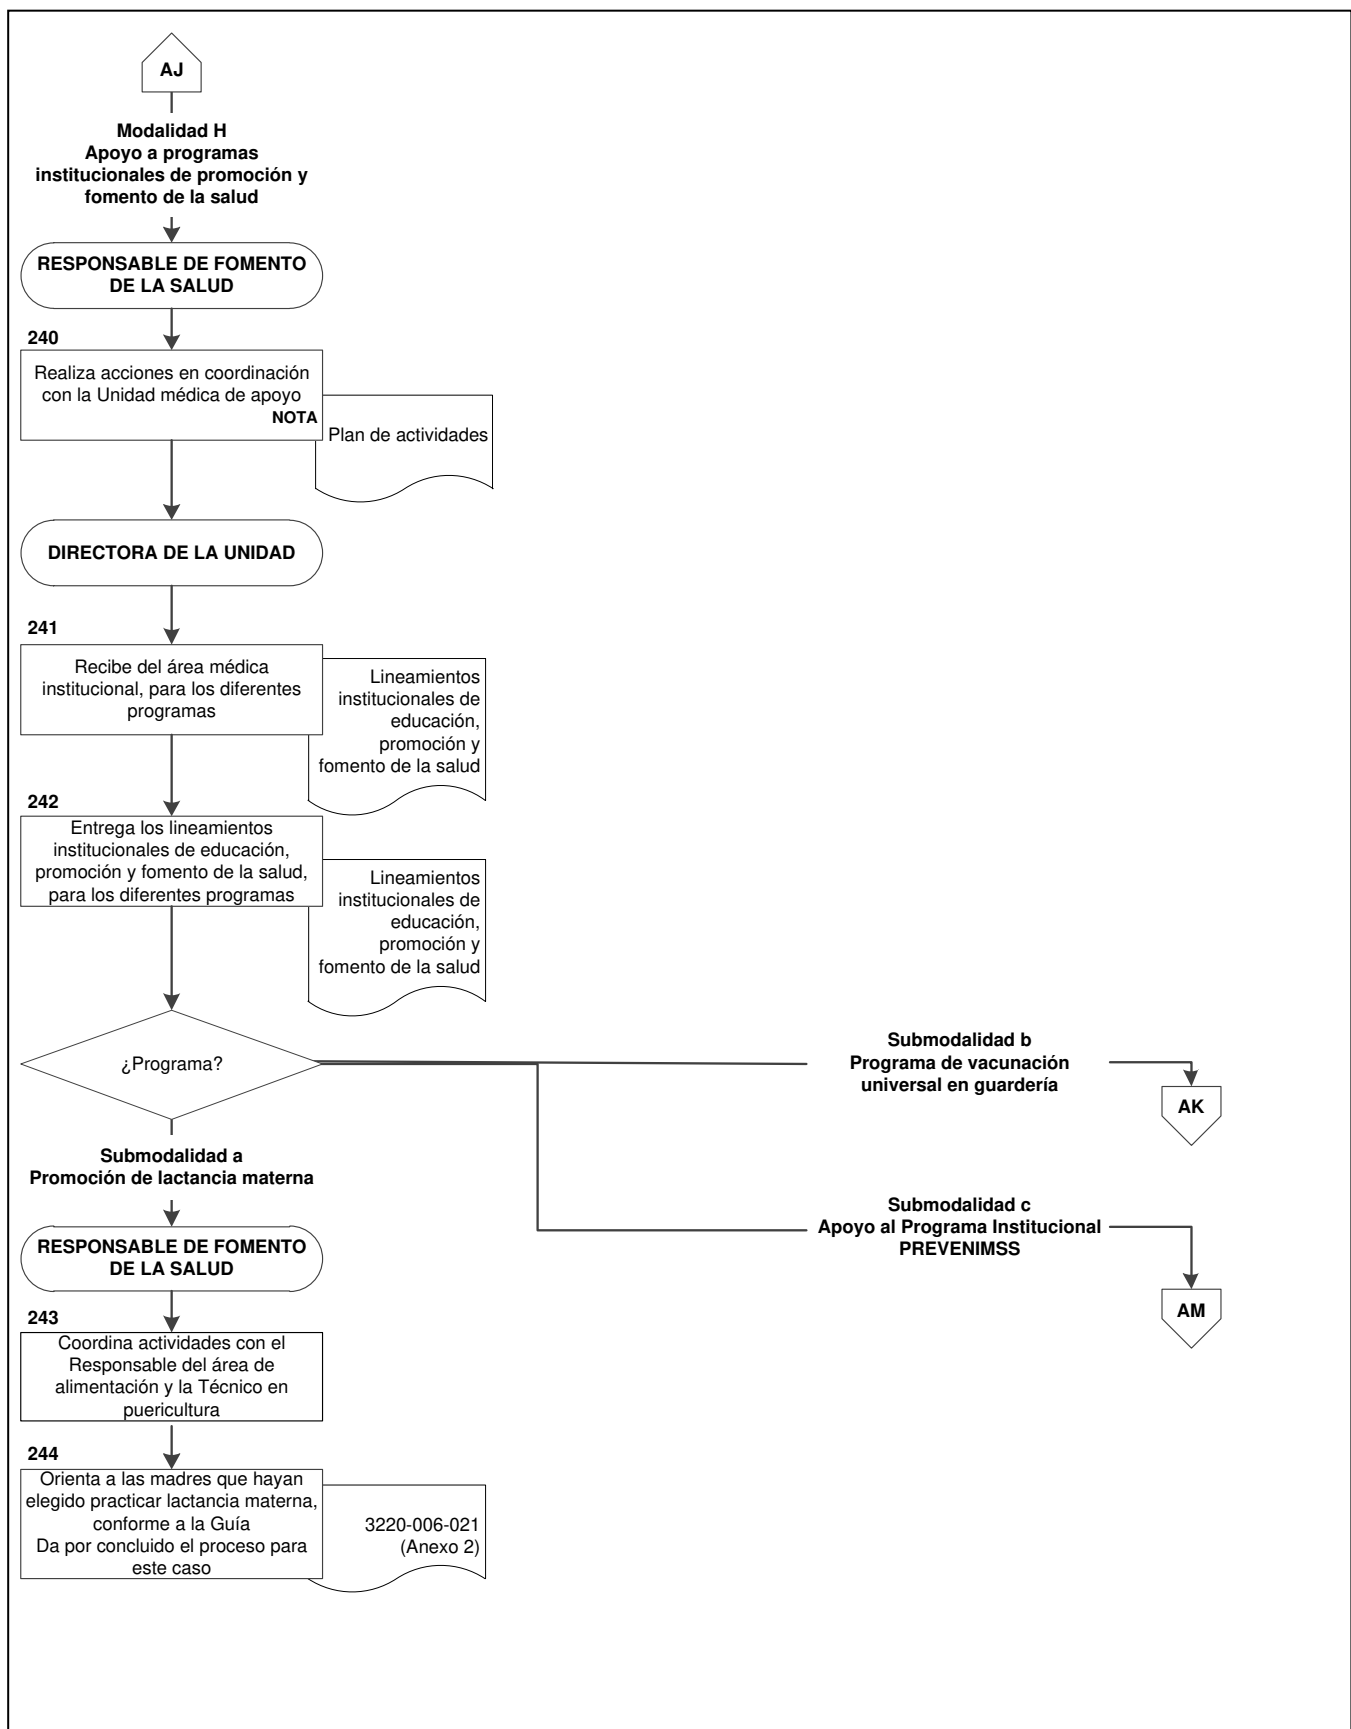 AJ
Modalidad H
Apoyo a programas
institucionales de promoción y
fomento de la salud
RESPONSABLE DE FOMENTO
DE LA SALUD
240
Realiza acciones en coordinación
con la Unidad médica de apoyo
NOTA
Plan de actividades
DIRECTORA DE LA UNIDAD
241
Recibe del área médica
institucional, para los diferentes
programas
Lineamientos
institucionales de
educación,
promoción y
fomento de la salud
242
Entrega los lineamientos
institucionales de educación,
promoción y fomento de la salud,
para los diferentes programas
Lineamientos
institucionales de
educación,
promoción y
fomento de la salud
¿Programa?
Submodalidad b
Programa de vacunación
universal en guardería
AK
Submodalidad a
Promoción de lactancia materna
Submodalidad c
Apoyo al Programa Institucional
PREVENIMSS
AM
RESPONSABLE DE FOMENTO
DE LA SALUD
243
Coordina actividades con el
Responsable del área de
alimentación y la Técnico en
puericultura
244
Orienta a las madres que hayan
elegido practicar lactancia materna,
conforme a la Guía
Da por concluido el proceso para
este caso
3220-006-021
(Anexo 2)